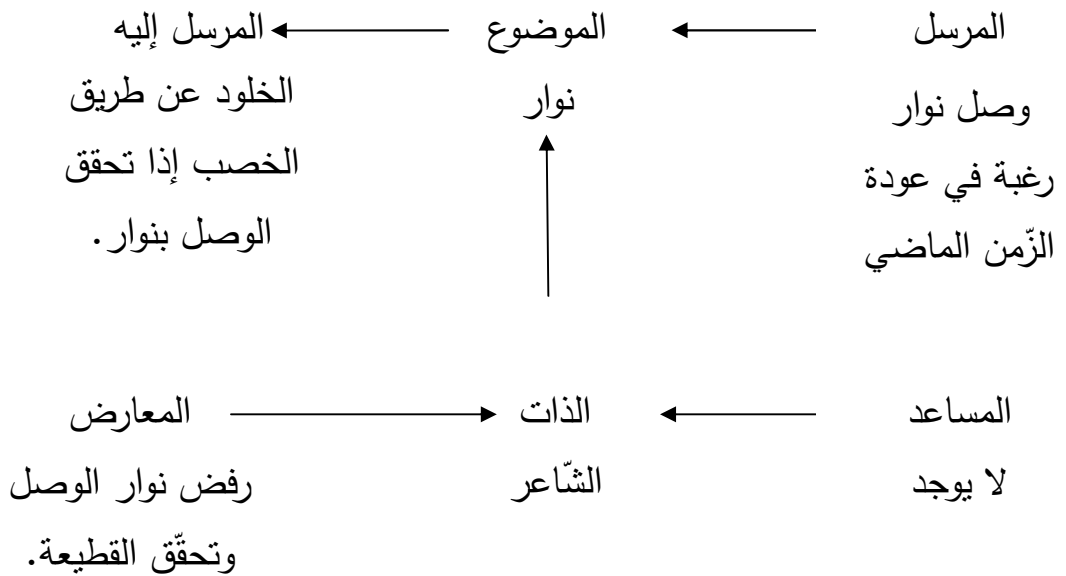 المرسل الموضوع المرسل إليه
وصل نوار نوار الخلود عن طريق
رغبة في عودة الخصب إذا تحقق
الزّمن الماضي الوصل بنوار.
المساعد الذات المعارض
لا يوجد الشّاعر رفض نوار الوصل
وتحقّق القطيعة.